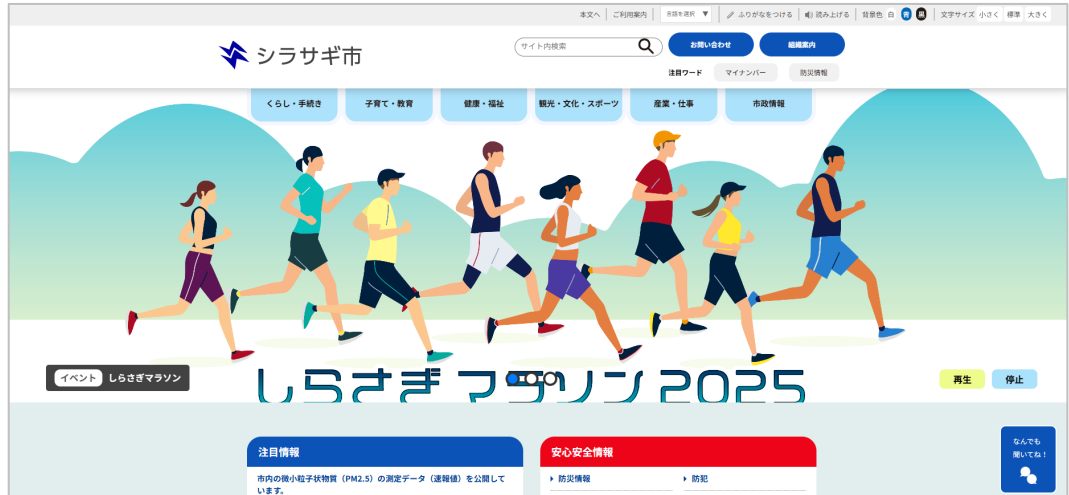 本文へ ご利用案内 言語を選択 ▼ ふりがなをつける 読み上げる 背景色 白 青 黒 文字サイズ 小さく 標準 大きく
シラサギ市
サイト内検索
お問い合わせ 組織案内
注目ワード マイナンバー 防災情報
くらし・手続き 子育て・教育 健康・福祉 観光・文化・スポーツ 産業・仕事 市政情報
イベント しらさぎマラソン
しらさぎマラソン 2025
再生 停止
なんでも
聞いてね!
注目情報
市内の微小粒子状物質(PM2.5)の測定データ(速報値)を公開して
います。
安心安全情報
防災情報 防犯